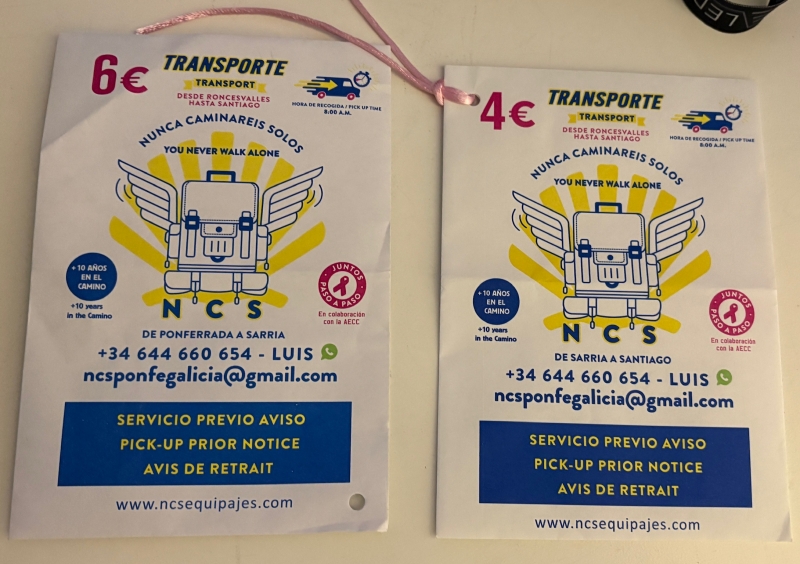 6€
TRANSPORTE
TRANSPORT
DESDE RONCESVALLES
HASTA SANTIAGO
HORA DE RECOGIDA / PICK UP TIME
8:00 A.M.
NUNCA CAMINAREIS SOLOS
YOU NEVER WALK ALONE
+10 AÑOS
EN EL
CAMINO
+10 years
in the Camino
JUNTOS
PASO A PASO
En colaboración
con la AECC
NCS
DE PONFERRADA A SARRIA
+34 644 660 654 - LUIS
ncsponfegalicia@gmail.com
SERVICIO PREVIO AVISO
PICK-UP PRIOR NOTICE
AVIS DE RETRAIT
www.ncsequipajes.com
4€
TRANSPORTE
TRANSPORT
DESDE RONCESVALLES
HASTA SANTIAGO
HORA DE RECOGIDA / PICK UP TIME
8:00 A.M.
NUNCA CAMINAREIS SOLOS
YOU NEVER WALK ALONE
+10 AÑOS
EN EL
CAMINO
+10 years
in the Camino
JUNTOS
PASO A PASO
En colaboración
con la AECC
NCS
DE SARRIA A SANTIAGO
+34 644 660 654 - LUIS
ncsponfegalicia@gmail.com
SERVICIO PREVIO AVISO
PICK-UP PRIOR NOTICE
AVIS DE RETRAIT
www.ncsequipajes.com